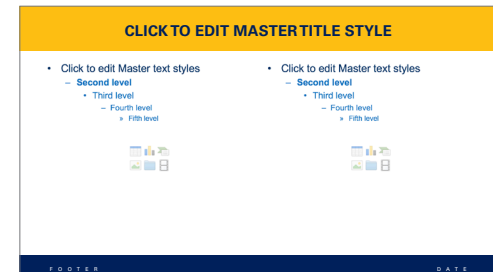 CLICK TO EDIT MASTER TITLE STYLE
• Click to edit Master text styles
– Second level
• Third level
– Fourth level
» Fifth level
• Click to edit Master text styles
– Second level
• Third level
– Fourth level
» Fifth level
FOOTER
DATE